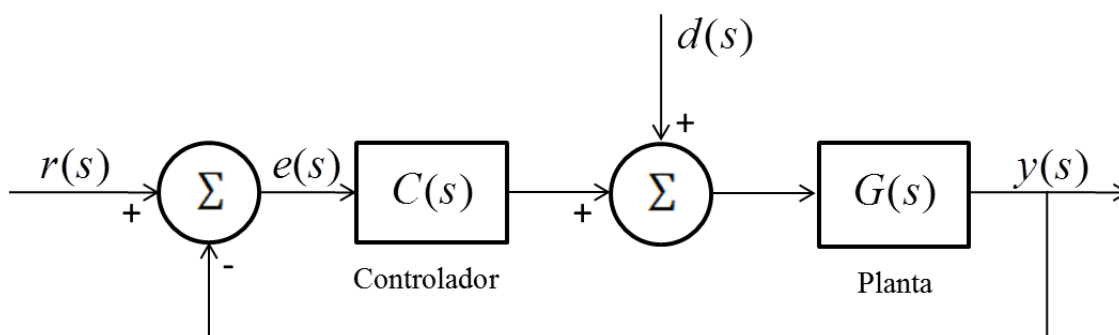 d(s)
+
r(s)
+
Σ
-
e(s)
C(s)
Controlador
+
Σ
G(s)
Planta
y(s)